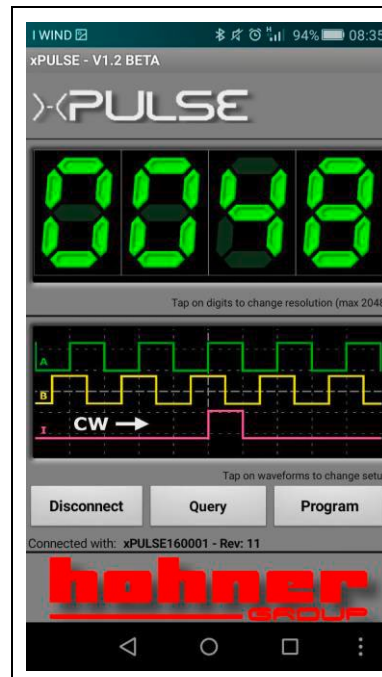 I WIND 94% 08:35
xPULSE - V1.2 BETA
>-<PULSE
0048
Tap on digits to change resolution (max 2048
A
B
I CW
Tap on waveforms to change setu
Disconnect Query Program
Connected with: xPULSE160001 - Rev: 11
hohner
GROUP